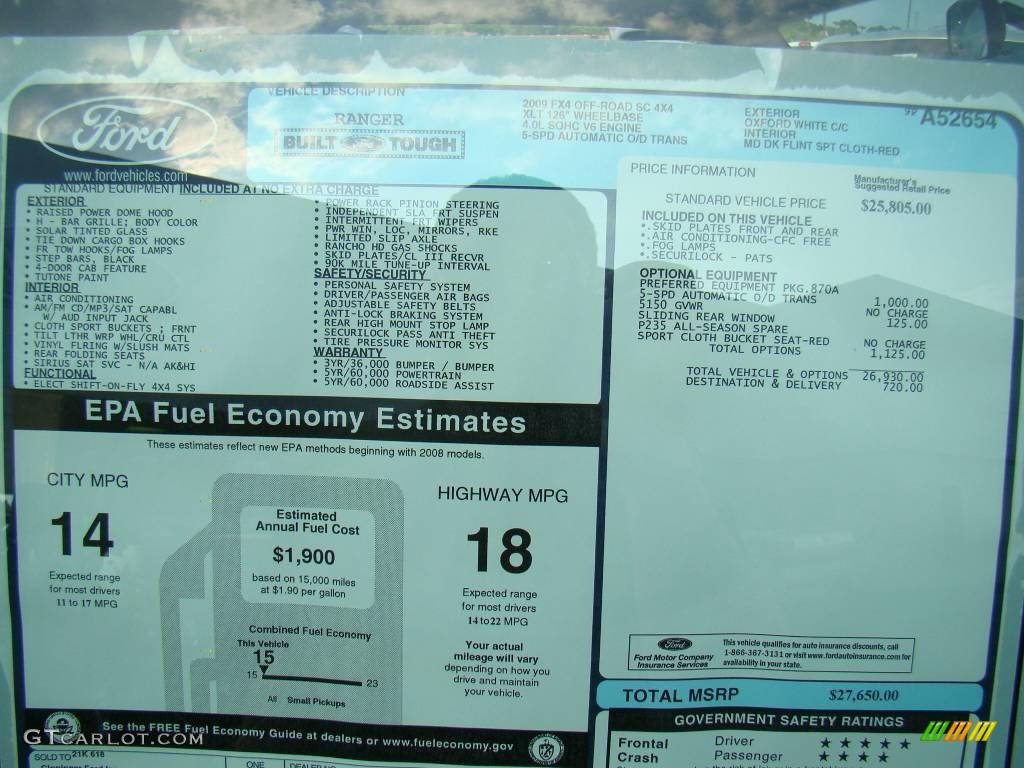 Ford
www.fordvehicles.com
VEHICLE DESCRIPTION
RANGER
BUILT Ford TOUGH
2009 FX4 OFF-ROAD SC 4X4
XLT 126" WHEELBASE
4.0L SOHC V6 ENGINE
5-SPD AUTOMATIC O/D TRANS
EXTERIOR
OXFORD WHITE C/C
INTERIOR
MD DK FLINT SPT CLOTH-RED
A52654
STANDARD EQUIPMENT INCLUDED AT NO EXTRA CHARGE
EXTERIOR
• RAISED POWER DOME HOOD
• H - BAR GRILLE; BODY COLOR
• SOLAR TINTED GLASS
• TIE DOWN CARGO BOX HOOKS
• FR TOW HOOKS/FOG LAMPS
• STEP BARS, BLACK
• 4-DOOR CAB FEATURE
• TUTONE PAINT
INTERIOR
• AIR CONDITIONING
• AM/FM CD/MP3/SAT CAPABL
W/ AUD INPUT JACK
• CLOTH SPORT BUCKETS ; FRNT
• TILT LTHR WRP WHL/CRU CTL
• VINYL FLRING W/SLUSH MATS
• REAR FOLDING SEATS
• SIRIUS SAT SVC - N/A AK&HI
FUNCTIONAL
• ELECT SHIFT-ON-FLY 4X4 SYS
• POWER RACK PINION STEERING
• INDEPENDENT SLA FRT SUSPEN
• INTERMITTENT FRT WIPERS
• PWR WIN, LOC, MIRRORS, RKE
• LIMITED SLIP AXLE
• RANCHO HD GAS SHOCKS
• SKID PLATES/CL III RECVR
• 90K MILE TUNE-UP INTERVAL
SAFETY/SECURITY
• PERSONAL SAFETY SYSTEM
• DRIVER/PASSENGER AIR BAGS
• ADJUSTABLE SAFETY BELTS
• ANTI-LOCK BRAKING SYSTEM
• REAR HIGH MOUNT STOP LAMP
• SECURILOCK PASS ANTI THEFT
• TIRE PRESSURE MONITOR SYS
WARRANTY
• 3YR/36,000 BUMPER / BUMPER
• 5YR/60,000 POWERTRAIN
• 5YR/60,000 ROADSIDE ASSIST
PRICE INFORMATION
Manufacturer's
Suggested Retail Price
STANDARD VEHICLE PRICE $25,805.00
INCLUDED ON THIS VEHICLE
•.SKID PLATES FRONT AND REAR
•.AIR CONDITIONING-CFC FREE
•.FOG LAMPS
•.SECURILOCK - PATS
OPTIONAL EQUIPMENT
PREFERRED EQUIPMENT PKG.870A
5-SPD AUTOMATIC O/D TRANS 1,000.00
5150 GVWR NO CHARGE
SLIDING REAR WINDOW 125.00
P235 ALL-SEASON SPARE
SPORT CLOTH BUCKET SEAT-RED NO CHARGE
TOTAL OPTIONS 1,125.00
TOTAL VEHICLE & OPTIONS 26,930.00
DESTINATION & DELIVERY 720.00
EPA Fuel Economy Estimates
These estimates reflect new EPA methods beginning with 2008 models.
CITY MPG
14
Expected range
for most drivers
11 to 17 MPG
Estimated
Annual Fuel Cost
$1,900
based on 15,000 miles
at $1.90 per gallon
Combined Fuel Economy
This Vehicle
15
15 23
All Small Pickups
HIGHWAY MPG
18
Expected range
for most drivers
14 to 22 MPG
Your actual
mileage will vary
depending on how you
drive and maintain
your vehicle.
See the FREE Fuel Economy Guide at dealers or www.fueleconomy.gov
Ford
Ford Motor Company
Insurance Services
This vehicle qualifies for auto insurance discounts, call
1-866-367-3131 or visit www.fordautoinsurance.com for
availability in your state.
TOTAL MSRP $27,650.00
GOVERNMENT SAFETY RATINGS
Frontal
Crash
Driver ★★★★★
Passenger ★★★★
SOLD TO 21K 618
ONE
GTCARLOT.COM